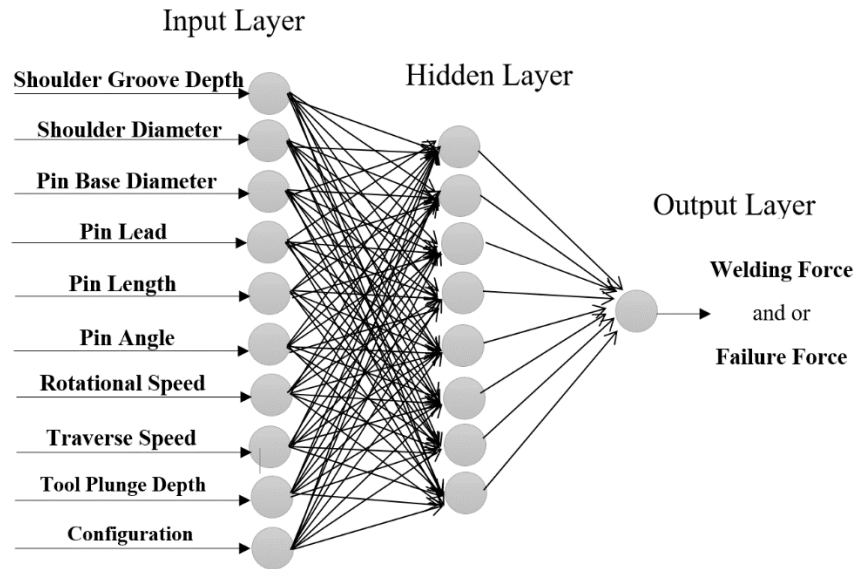 Input Layer
Hidden Layer
Output Layer
Shoulder Groove Depth
Shoulder Diameter
Pin Base Diameter
Pin Lead
Pin Length
Pin Angle
Rotational Speed
Traverse Speed
Tool Plunge Depth
Configuration
Welding Force
and or
Failure Force